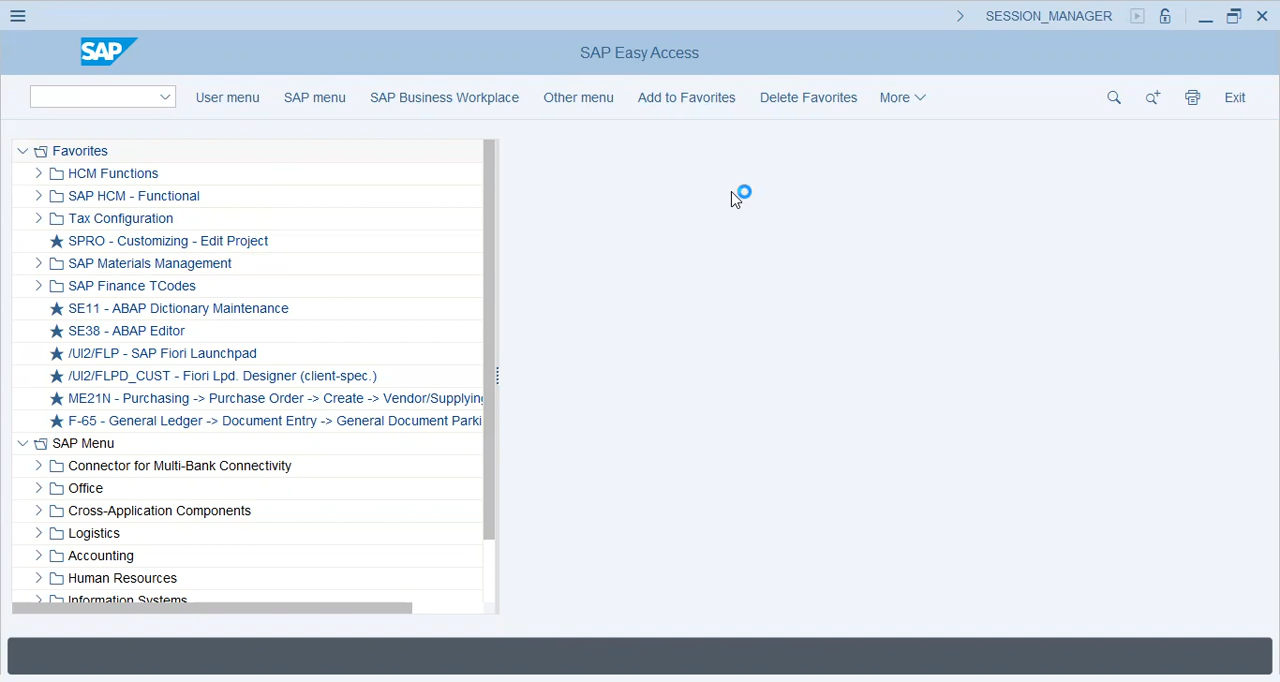 SESSION_MANAGER
SAP
SAP Easy Access
User menu SAP menu SAP Business Workplace Other menu Add to Favorites Delete Favorites More Exit
Favorites
HCM Functions
SAP HCM - Functional
Tax Configuration
SPRO - Customizing - Edit Project
SAP Materials Management
SAP Finance TCodes
SE11 - ABAP Dictionary Maintenance
SE38 - ABAP Editor
/UI2/FLP - SAP Fiori Launchpad
/UI2/FLPD_CUST - Fiori Lpd. Designer (client-spec.)
ME21N - Purchasing -> Purchase Order -> Create -> Vendor/Supplying
F-65 - General Ledger -> Document Entry -> General Document Parki
SAP Menu
Connector for Multi-Bank Connectivity
Office
Cross-Application Components
Logistics
Accounting
Human Resources
Information Systems